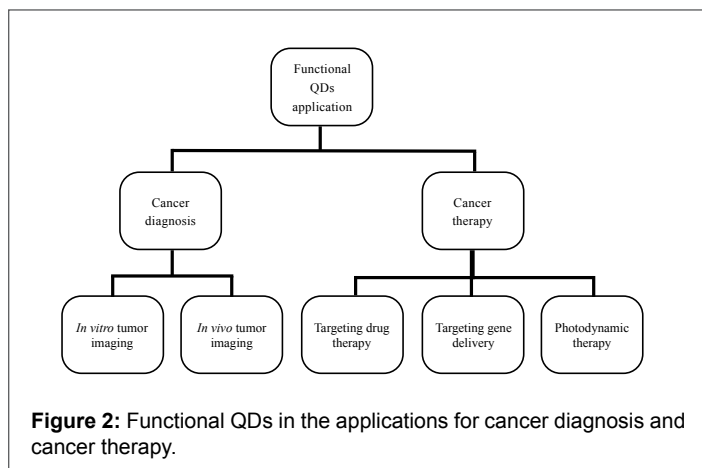 Functional
QDs
application
Cancer
diagnosis
Cancer
therapy
In vitro tumor
imaging
In vivo tumor
imaging
Targeting drug
therapy
Targeting gene
delivery
Photodynamic
therapy
Figure 2: Functional QDs in the applications for cancer diagnosis and
cancer therapy.